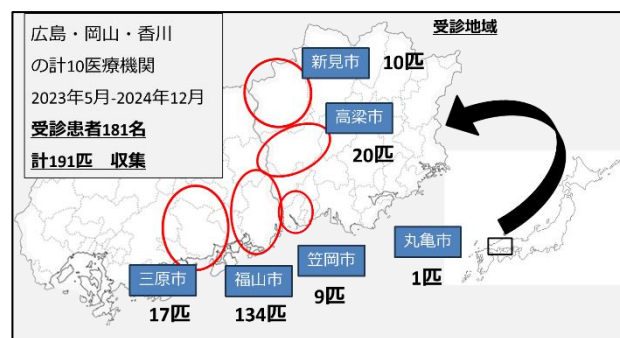 広島・岡山・香川
の計10医療機関
2023年5月-2024年12月
受診患者181名
計191匹　収集
受診地域
新見市
10匹
高梁市
20匹
丸亀市
1匹
笠岡市
9匹
三原市
17匹
福山市
134匹